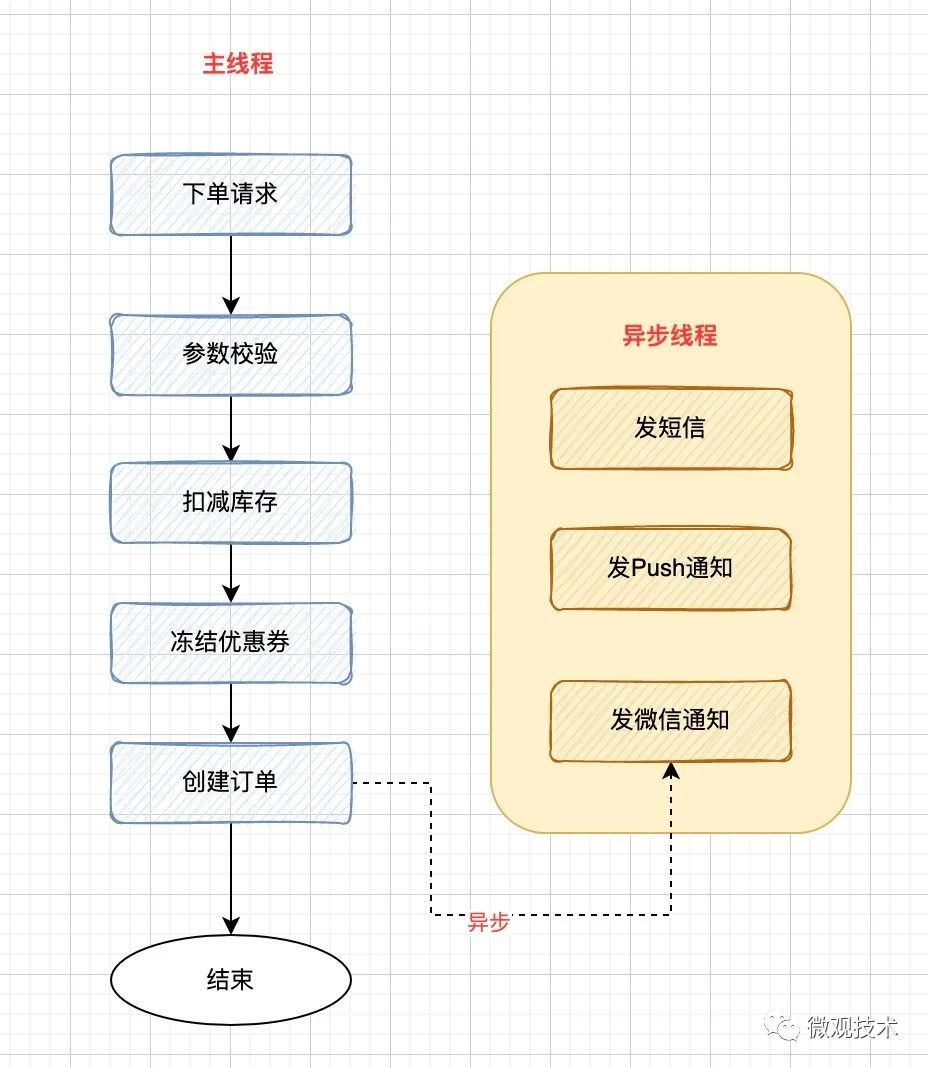 主线程
下单请求
参数校验
扣减库存
冻结优惠券
创建订单
结束
异步
异步线程
发短信
发Push通知
发微信通知
微观技术